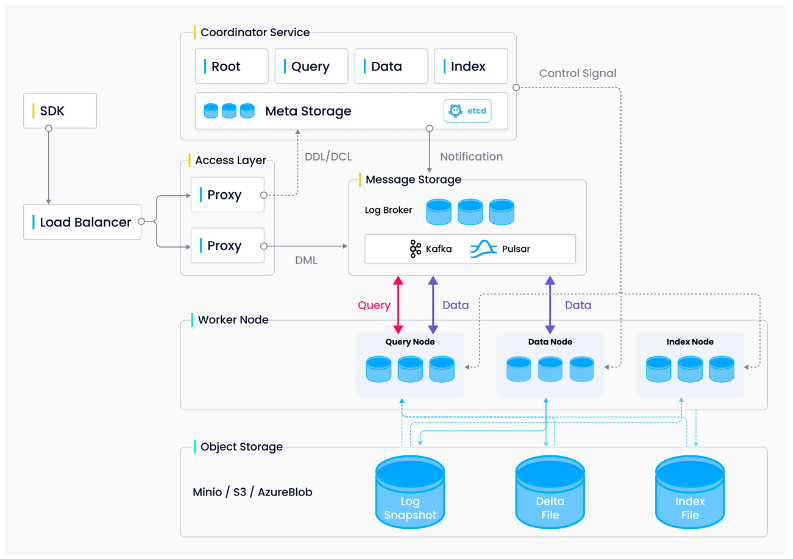 Coordinator Service
Root
Query
Data
Index
Control Signal
SDK
Meta Storage
etcd
DDL/DCL
Notification
Access Layer
Message Storage
Proxy
Log Broker
Load Balancer
Proxy
Kafka
Pulsar
DML
Query
Data
Data
Worker Node
Query Node
Data Node
Index Node
Object Storage
Minio / S3 / AzureBlob
Log
Snapshot
Delta
File
Index
File